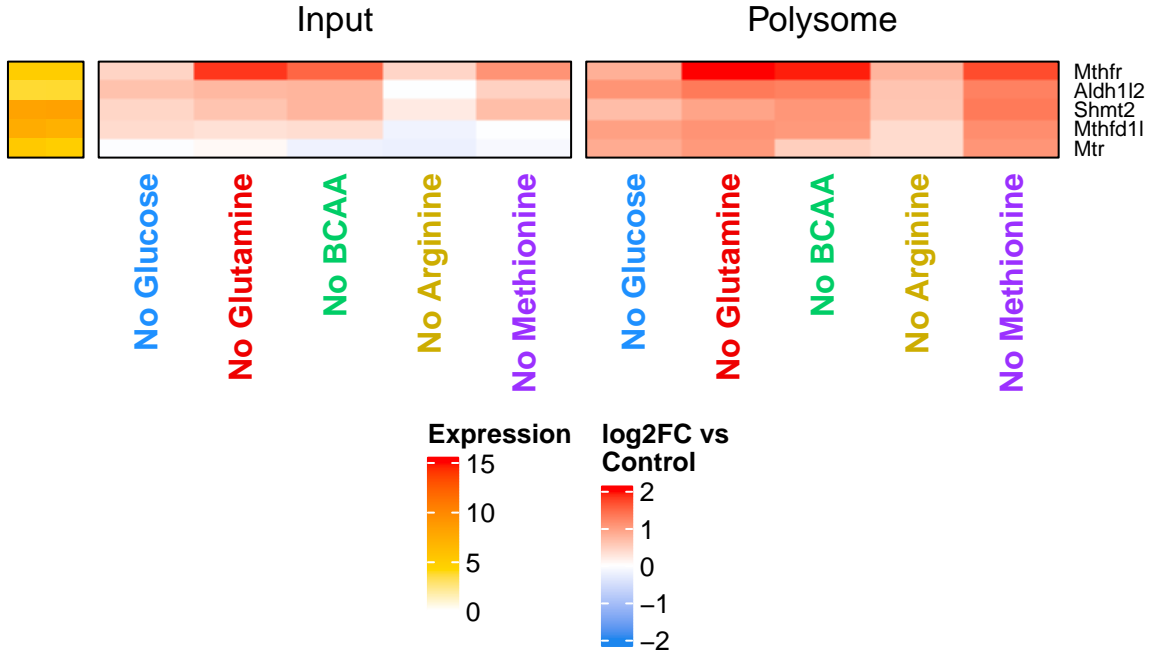 Input
Polysome
Mthfr
Aldh1l2
Shmt2
Mthfd1l
Mtr
No Glucose
No Glutamine
No BCAA
No Arginine
No Methionine
No Glucose
No Glutamine
No BCAA
No Arginine
No Methionine
Expression
15
10
5
0
log2FC vs
Control
2
1
0
−1
−2